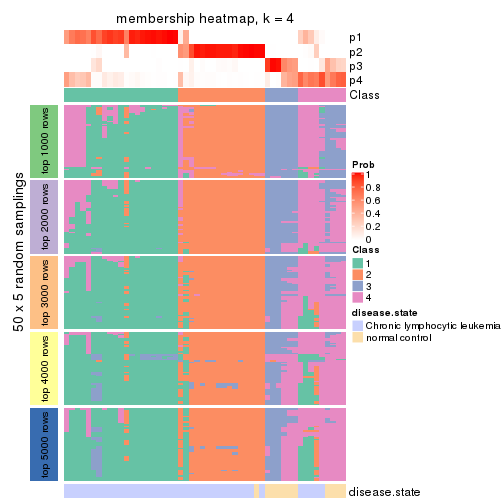 membership heatmap, k = 4
p1
p2
p3
p4
Class
50 x 5 random samplings
top 1000 rows
top 2000 rows
top 3000 rows
top 4000 rows
top 5000 rows
Prob
1
0.8
0.6
0.4
0.2
0
Class
1
2
3
4
disease.state
Chronic lymphocytic leukemia
normal control
disease.state